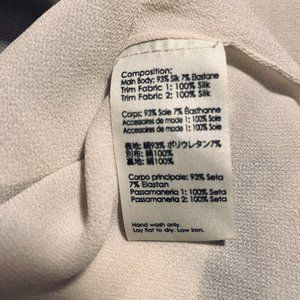 Composition:
Main Body: 93% Silk 7% Elastane
Trim Fabric 1: 100% Silk
Trim Fabric 2: 100% Silk
Corps: 93% Soie 7% Élasthanne
Accessoires de mode 1: 100% Soie
Accessoires de mode 1: 100% Soie
表地: 絹93% ポリウレタン7%
別布: 絹100%
裏地: 絹100%
Corpo principale: 93% Seta
7% Elastan
Passamaneria 1: 100% Seta
Passamaneria 2: 100% Seta
Hand wash only.
Lay flat to dry. Low iron.